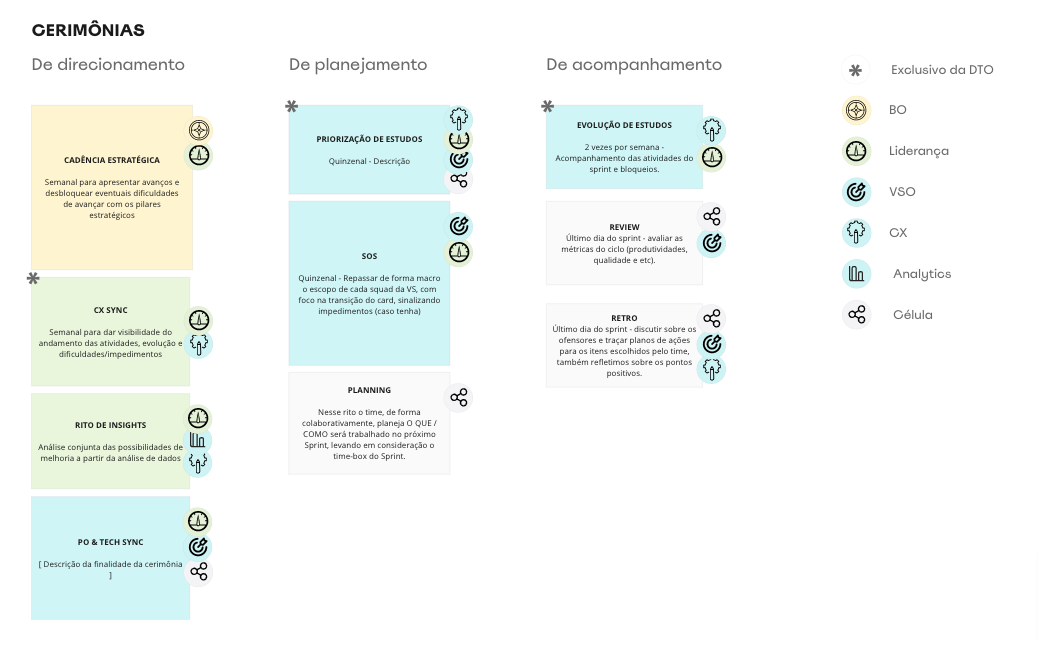 CERIMÔNIAS
De direcionamento
CADÊNCIA ESTRATÉGICA
Semanal para apresentar avanços e
desbloquear eventuais dificuldades
de avançar com os pilares
estratégicos
CX SYNC
Semanal para dar visibilidade do
andamento das atividades, evolução e
dificuldades/impedimentos
RITO DE INSIGHTS
Análise conjunta das possibilidades de
melhoria a partir da análise de dados
PO & TECH SYNC
[ Descrição da finalidade da cerimônia
]
De planejamento
PRIORIZAÇÃO DE ESTUDOS
Quinzenal - Descrição
SOS
Quinzenal - Repassar de forma macro
o escopo de cada squad da VS, com
foco na transição do card, sinalizando
impedimentos (caso tenha)
PLANNING
Nesse rito o time, de forma
colaborativamente, planeja O QUE /
COMO será trabalhado no próximo
Sprint, levando em consideração o
time-box do Sprint.
De acompanhamento
EVOLUÇÃO DE ESTUDOS
2 vezes por semana -
Acompanhamento das atividades do
sprint e bloqueios.
REVIEW
Último dia do sprint - avaliar as
métricas do ciclo (produtividades,
qualidade e etc).
RETRO
Último dia do sprint - discutir sobre os
ofensores e traçar planos de ações
para os itens escolhidos pelo time,
também refletimos sobre os pontos
positivos.
Exclusivo da DTO
BO
Liderança
VSO
CX
Analytics
Célula